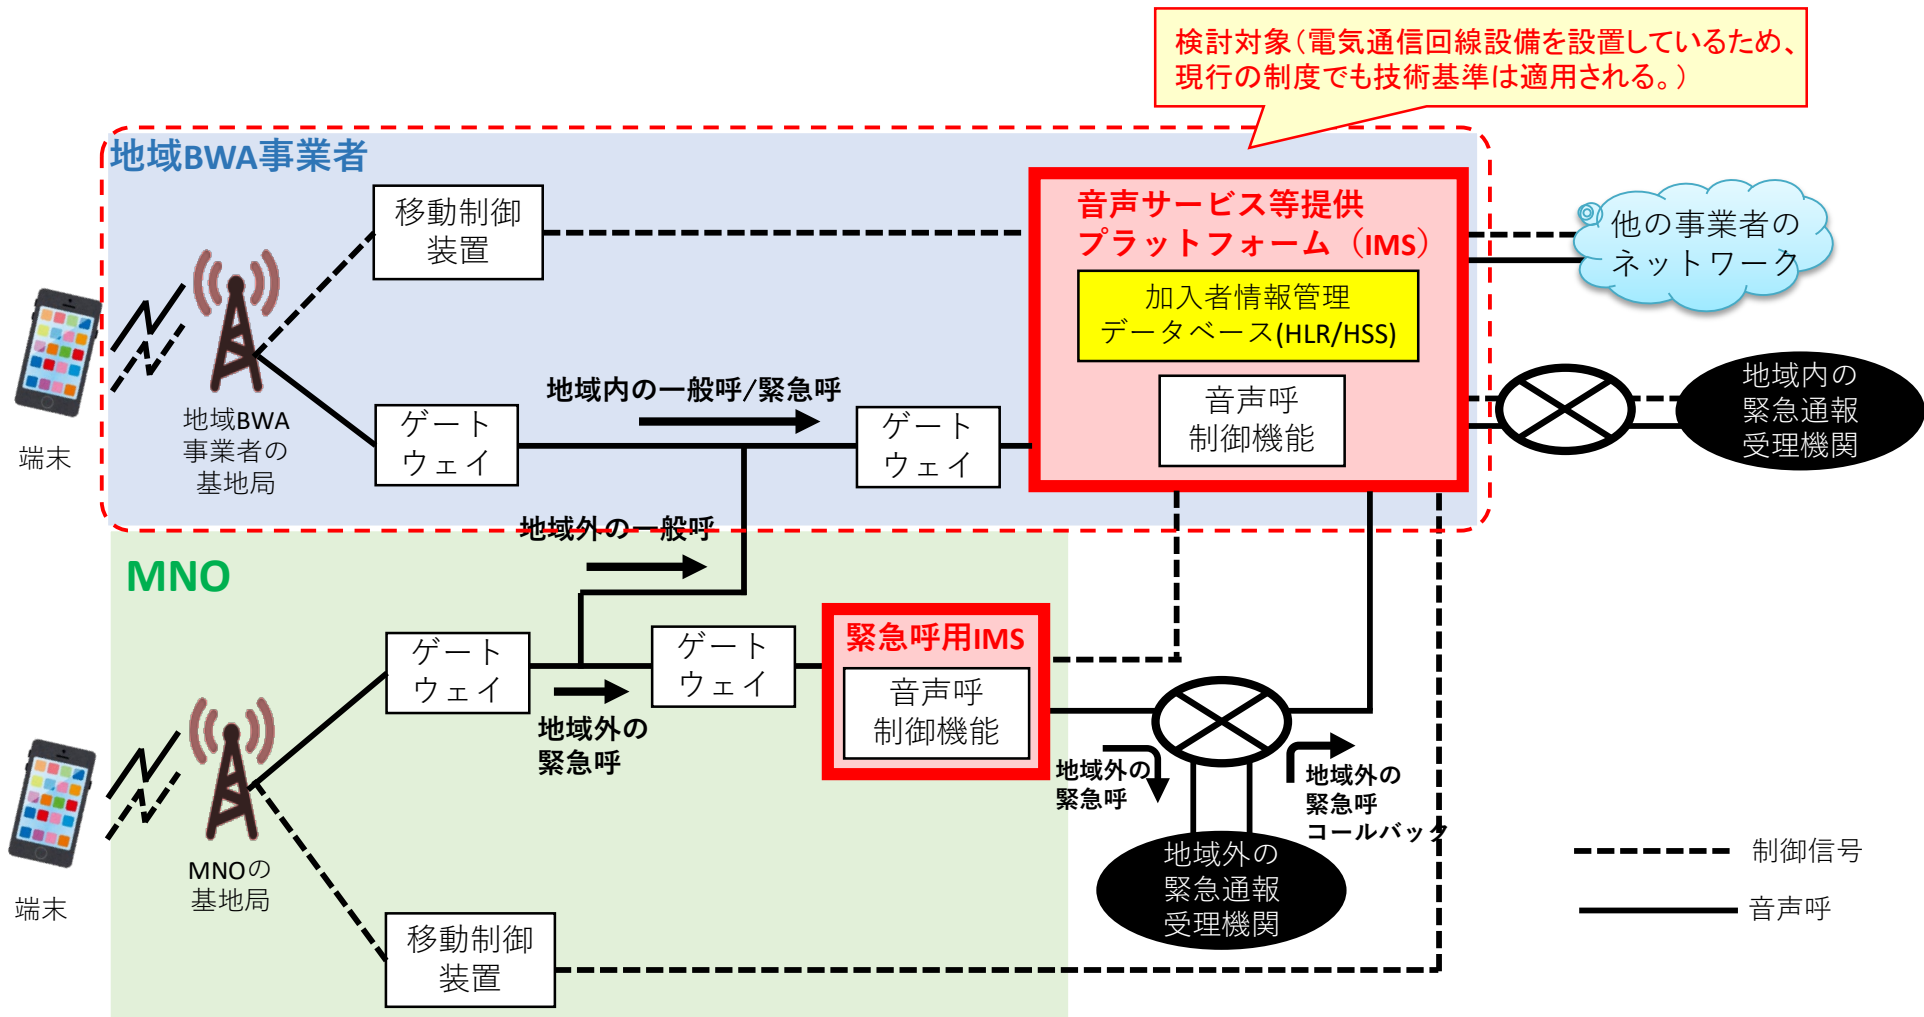 検討対象（電気通信回線設備を設置しているため、
現行の制度でも技術基準は適用される。）
地域BWA事業者
移動制御
装置
音声サービス等提供
プラットフォーム（IMS）
加入者情報管理
データベース(HLR/HSS)
音声呼
制御機能
他の事業者の
ネットワーク
地域内の
緊急通報
受理機関
端末
地域BWA
事業者の
基地局
ゲート
ウェイ
地域内の一般呼/緊急呼
ゲート
ウェイ
地域外の一般呼
MNO
ゲート
ウェイ
ゲート
ウェイ
緊急呼用IMS
音声呼
制御機能
地域外の
緊急呼
地域外の
緊急呼
地域外の
緊急呼
コールバック
端末
MNOの
基地局
移動制御
装置
地域外の
緊急通報
受理機関
制御信号
音声呼